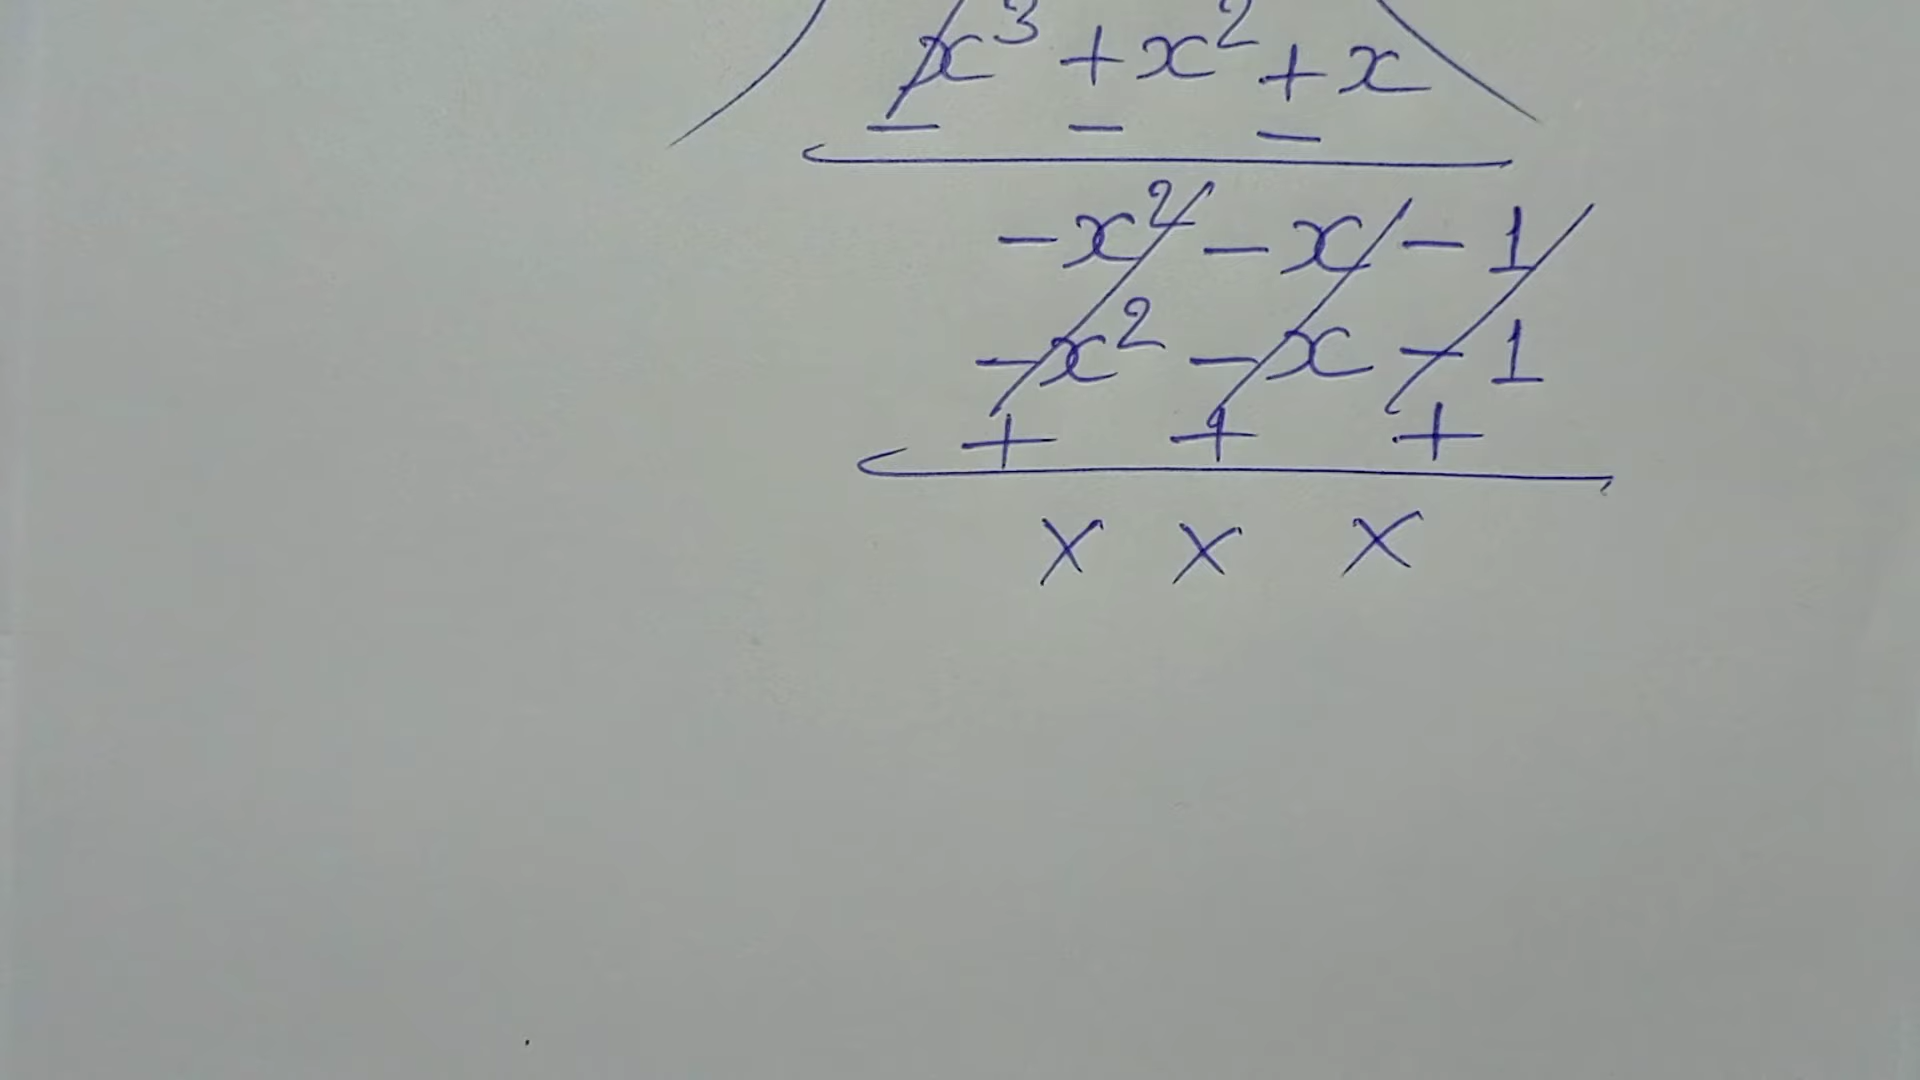 x³ + x² + x
− − −
−x² − x − 1
−x² − x − 1
+ + +
x x x